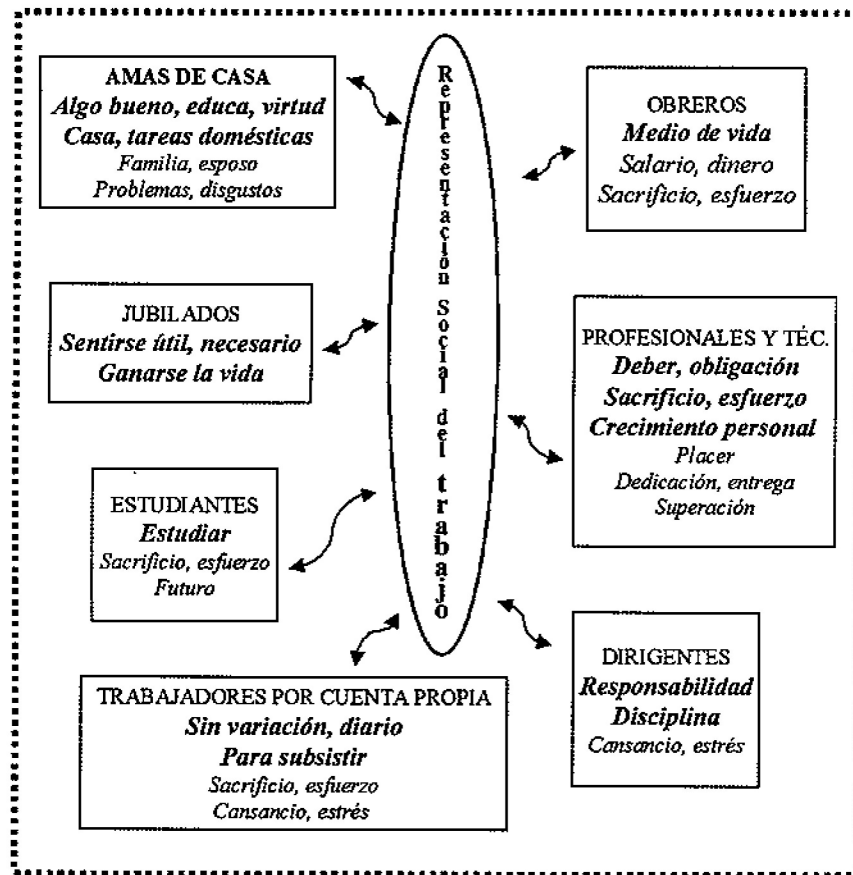 AMAS DE CASA
Algo bueno, educa, virtud
Casa, tareas domésticas
Familia, esposo
Problemas, disgustos
JUBILADOS
Sentirse útil, necesario
Ganarse la vida
ESTUDIANTES
Estudiar
Sacrificio, esfuerzo
Futuro
TRABAJADORES POR CUENTA PROPIA
Sin variación, diario
Para subsistir
Sacrificio, esfuerzo
Cansancio, estrés
Representación Social del trabajo
OBREROS
Medio de vida
Salario, dinero
Sacrificio, esfuerzo
PROFESIONALES Y TÉC.
Deber, obligación
Sacrificio, esfuerzo
Crecimiento personal
Placer
Dedicación, entrega
Superación
DIRIGENTES
Responsabilidad
Disciplina
Cansancio, estrés